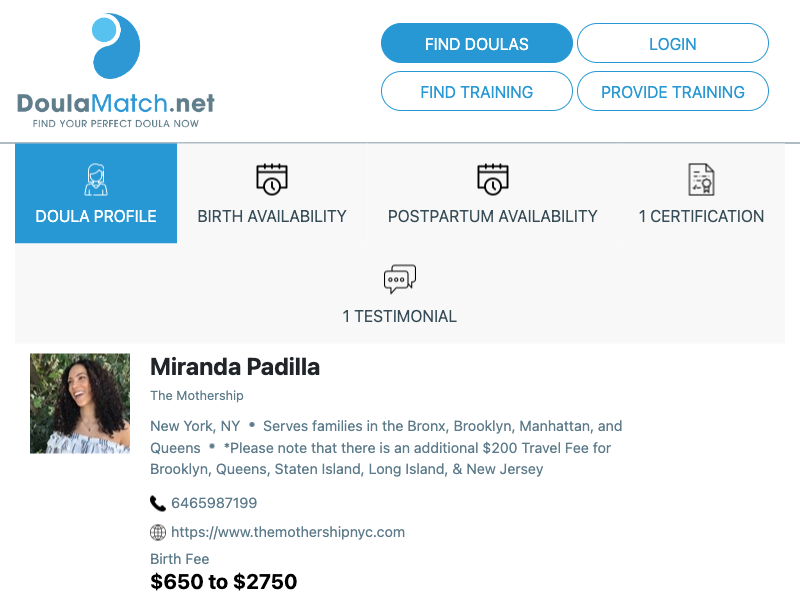 DoulaMatch.net
FIND YOUR PERFECT DOULA NOW
FIND DOULAS
LOGIN
FIND TRAINING
PROVIDE TRAINING
DOULA PROFILE
BIRTH AVAILABILITY
POSTPARTUM AVAILABILITY
1 CERTIFICATION
1 TESTIMONIAL
Miranda Padilla
The Mothership
New York, NY • Serves families in the Bronx, Brooklyn, Manhattan, and
Queens • *Please note that there is an additional $200 Travel Fee for
Brooklyn, Queens, Staten Island, Long Island, & New Jersey
6465987199
https://www.themothershipnyc.com
Birth Fee
$650 to $2750